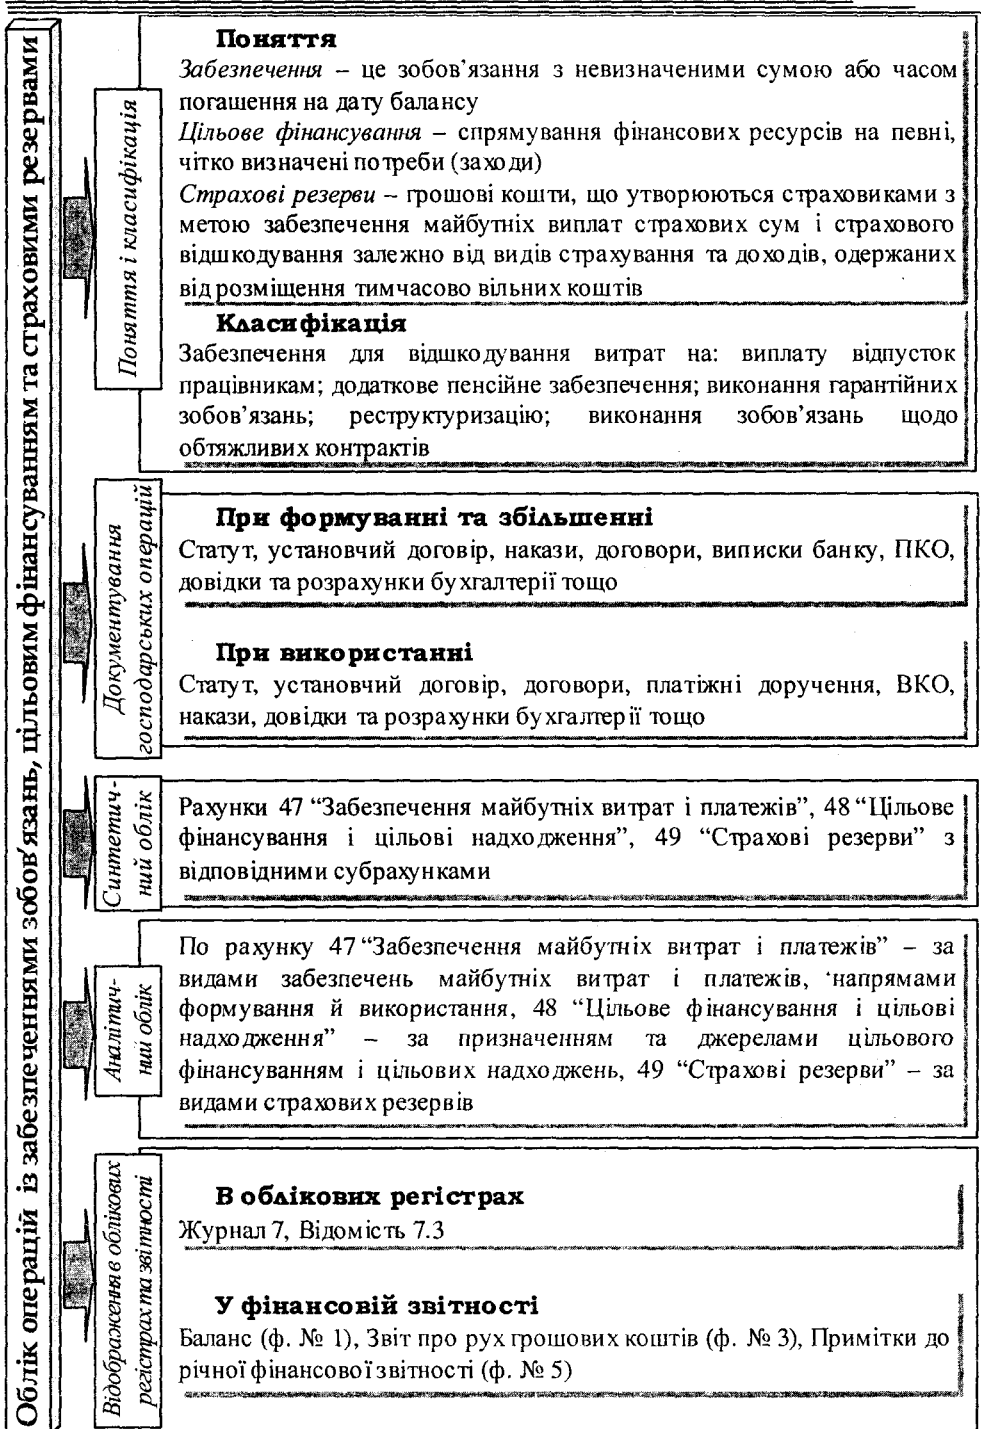 Облік операцій із забезпеченнями зобов'язань, цільовим фінансуванням та страховими резервами
Поняття і класифікація
Поняття
Забезпечення – це зобов'язання з невизначеними сумою або часом
погашення на дату балансу
Цільове фінансування – спрямування фінансових ресурсів на певні,
чітко визначені потреби (заходи)
Страхові резерви – грошові кошти, що утворюються страховиками з
метою забезпечення майбутніх виплат страхових сум і страхового
відшкодування залежно від видів страхування та доходів, одержаних
від розміщення тимчасово вільних коштів
Класифікація
Забезпечення для відшкодування витрат на: виплату відпусток
працівникам; додаткове пенсійне забезпечення; виконання гарантійних
зобов'язань; реструктуризацію; виконання зобов'язань щодо
обтяжливих контрактів
Документування
господарських операцій
При формуванні та збільшенні
Статут, установчий договір, накази, договори, виписки банку, ПКО,
довідки та розрахунки бухгалтерії тощо
При використанні
Статут, установчий договір, договори, платіжні доручення, ВКО,
накази, довідки та розрахунки бухгалтерії тощо
Синтетич-
ний облік
Рахунки 47 “Забезпечення майбутніх витрат і платежів”, 48 “Цільове
фінансування і цільові надходження”, 49 “Страхові резерви” з
відповідними субрахунками
Аналітич-
ний облік
По рахунку 47 “Забезпечення майбутніх витрат і платежів” – за
видами забезпечень майбутніх витрат і платежів, напрямами
формування й використання, 48 “Цільове фінансування і цільові
надходження” – за призначенням та джерелами цільового
фінансуванням і цільових надходжень, 49 “Страхові резерви” – за
видами страхових резервів
Відображення в облікових
регістрах та звітності
В облікових регістрах
Журнал 7, Відомість 7.3
У фінансовій звітності
Баланс (ф. № 1), Звіт про рух грошових коштів (ф. № 3), Примітки до
річної фінансової звітності (ф. № 5)